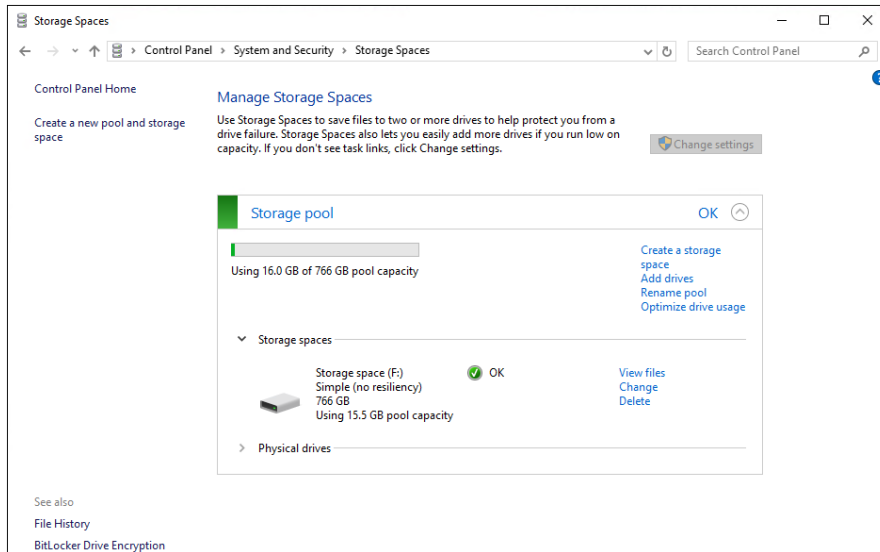 Storage Spaces
Control Panel > System and Security > Storage Spaces
Search Control Panel
Control Panel Home
Create a new pool and storage
space
Manage Storage Spaces
Use Storage Spaces to save files to two or more drives to help protect you from a
drive failure. Storage Spaces also lets you easily add more drives if you run low on
capacity. If you don't see task links, click Change settings.
Change settings
Storage pool
OK
Using 16.0 GB of 766 GB pool capacity
Create a storage
space
Add drives
Rename pool
Optimize drive usage
Storage spaces
Storage space (F:)
Simple (no resiliency)
766 GB
Using 15.5 GB pool capacity
OK
View files
Change
Delete
Physical drives
See also
File History
BitLocker Drive Encryption